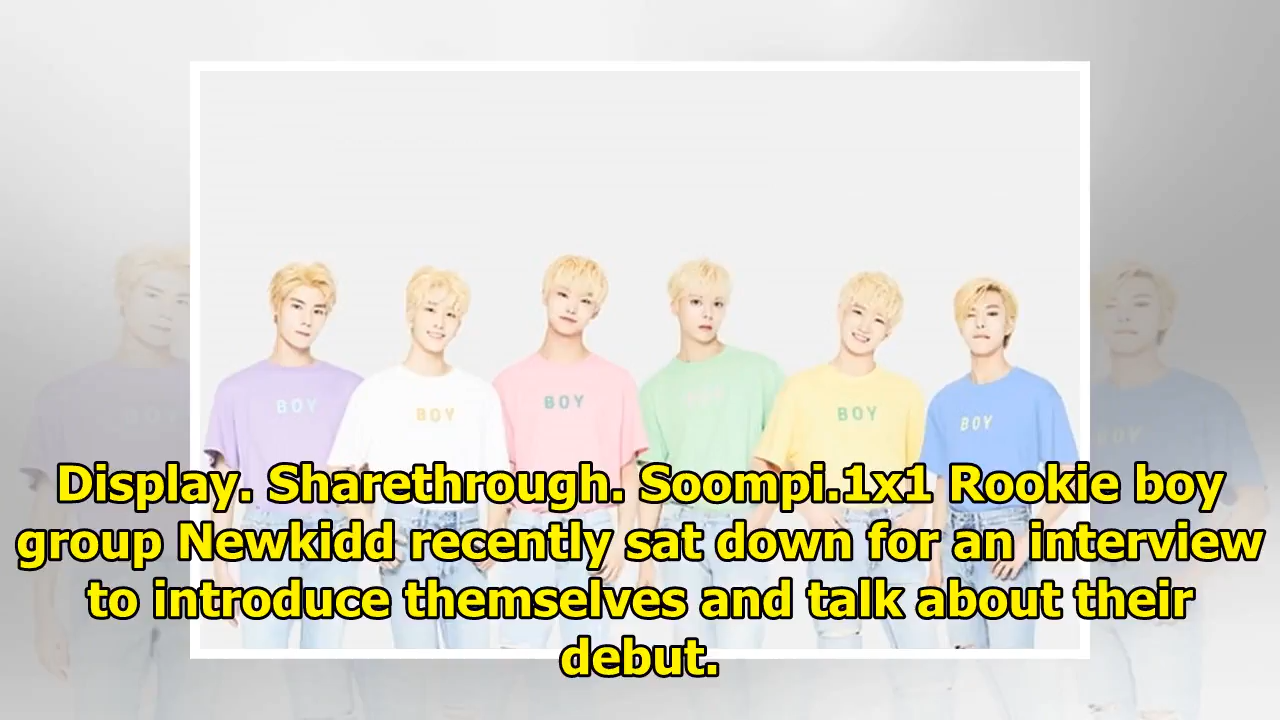 BOY BOY BOY BOY BOY
Display. Sharethrough. Soompi.1x1 Rookie boy
group Newkidd recently sat down for an interview
to introduce themselves and talk about their
debut.